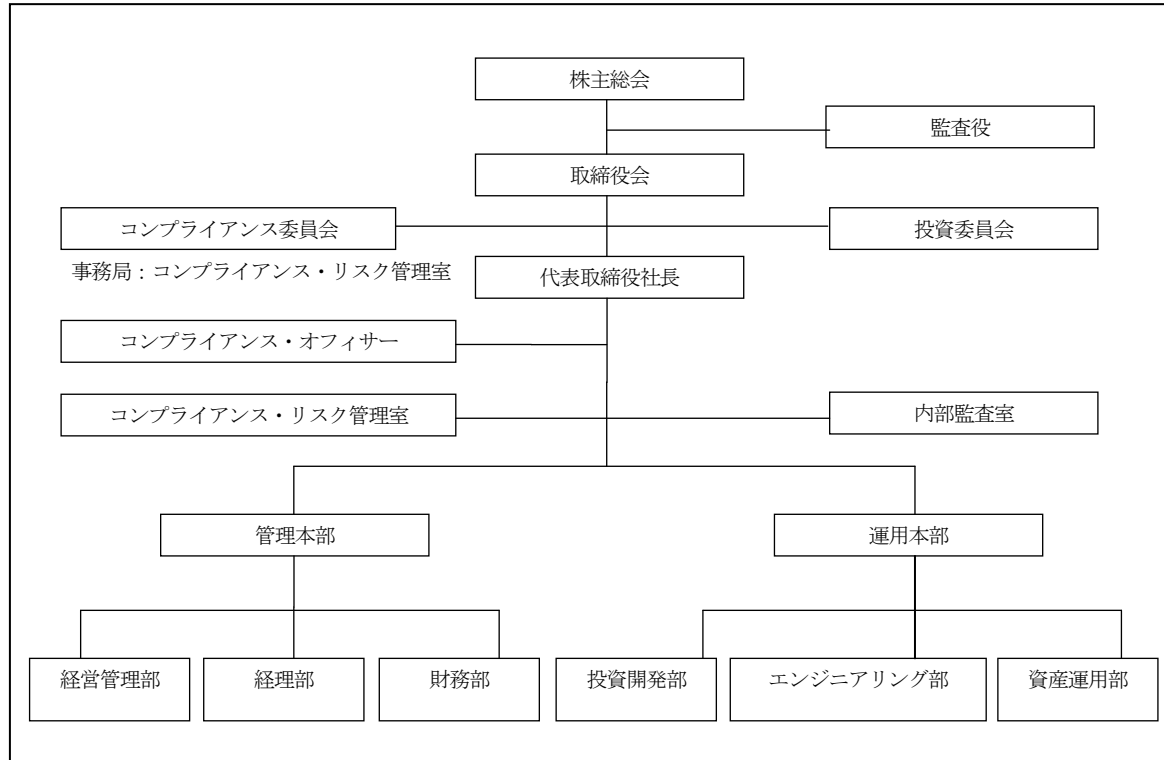 株主総会
監査役
取締役会
コンプライアンス委員会
投資委員会
事務局：コンプライアンス・リスク管理室
代表取締役社長
コンプライアンス・オフィサー
コンプライアンス・リスク管理室
内部監査室
管理本部
運用本部
経営管理部
経理部
財務部
投資開発部
エンジニアリング部
資産運用部